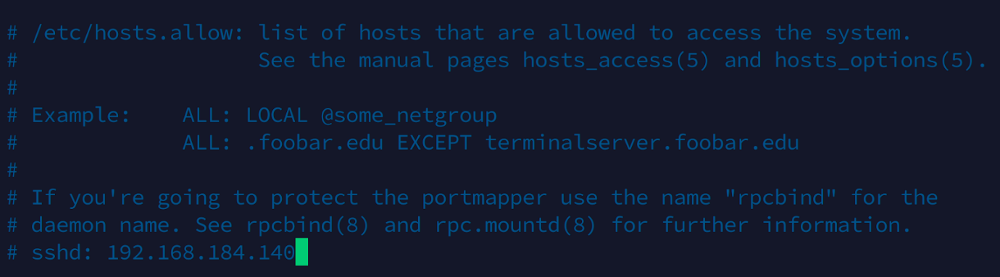 # /etc/hosts.allow: list of hosts that are allowed to access the system.
#                   See the manual pages hosts_access(5) and hosts_options(5).
#
# Example:    ALL: LOCAL @some_netgroup
#             ALL: .foobar.edu EXCEPT terminalserver.foobar.edu
#
# If you're going to protect the portmapper use the name "rpcbind" for the
# daemon name. See rpcbind(8) and rpc.mountd(8) for further information.
# sshd: 192.168.184.140